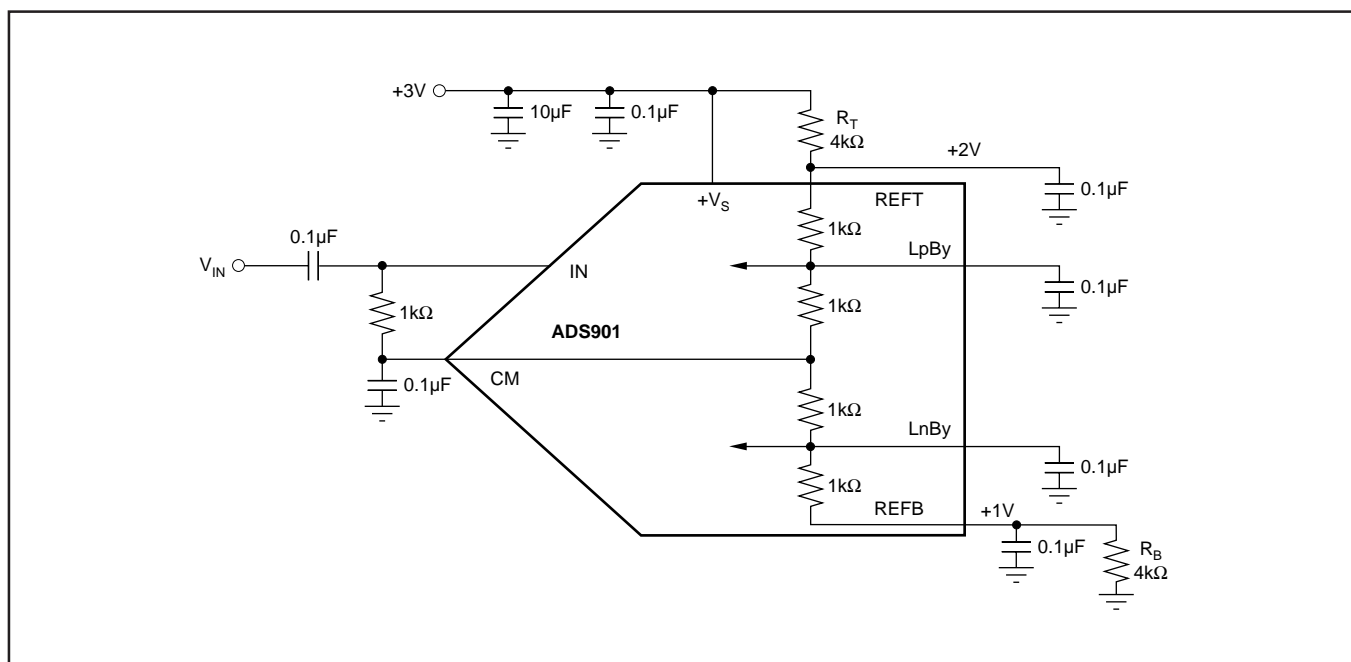 +3V
10µF
0.1µF
R_T
4kΩ
+2V
0.1µF
+V_S
REFT
1kΩ
0.1µF
V_IN
IN
LpBy
0.1µF
1kΩ
1kΩ
ADS901
CM
0.1µF
1kΩ
LnBy
0.1µF
1kΩ
REFB
+1V
0.1µF
R_B
4kΩ